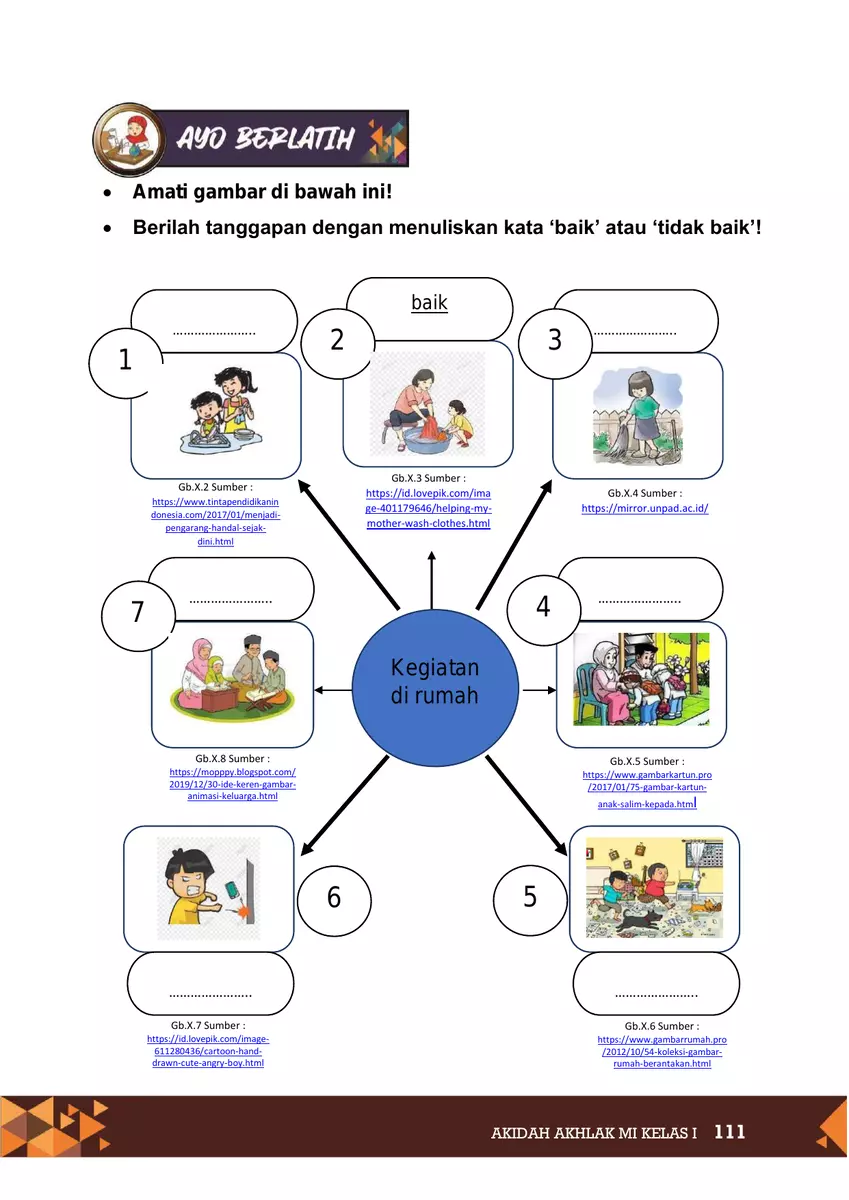 AYO BERLATIH
• Amati gambar di bawah ini!
• Berilah tanggapan dengan menuliskan kata ‘baik’ atau ‘tidak baik’!
1
…………………..
Gb.X.2 Sumber :
https://www.tintapendidikanin
donesia.com/2017/01/menjadi-
pengarang-handal-sejak-
dini.html
2
baik
Gb.X.3 Sumber :
https://id.lovepik.com/ima
ge-401179646/helping-my-
mother-wash-clothes.html
3
…………………..
Gb.X.4 Sumber :
https://mirror.unpad.ac.id/
7
…………………..
Gb.X.8 Sumber :
https://mopppy.blogspot.com/
2019/12/30-ide-keren-gambar-
animasi-keluarga.html
Kegiatan
di rumah
4
…………………..
Gb.X.5 Sumber :
https://www.gambarkartun.pro
/2017/01/75-gambar-kartun-
anak-salim-kepada.html
6
…………………..
Gb.X.7 Sumber :
https://id.lovepik.com/image-
611280436/cartoon-hand-
drawn-cute-angry-boy.html
5
…………………..
Gb.X.6 Sumber :
https://www.gambarrumah.pro
/2012/10/54-koleksi-gambar-
rumah-berantakan.html
AKIDAH AKHLAK MI KELAS I 111